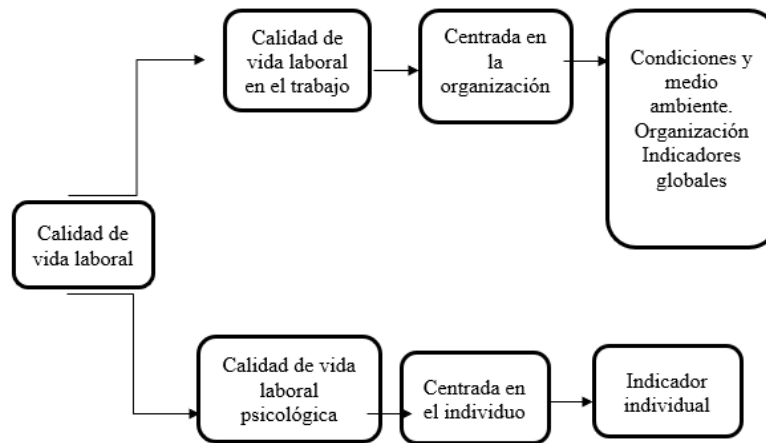 Calidad de
vida laboral
Calidad de
vida laboral
en el trabajo
Centrada en
la
organización
Condiciones y
medio
ambiente.
Organización
Indicadores
globales
Calidad de vida
laboral
psicológica
Centrada en
el individuo
Indicador
individual